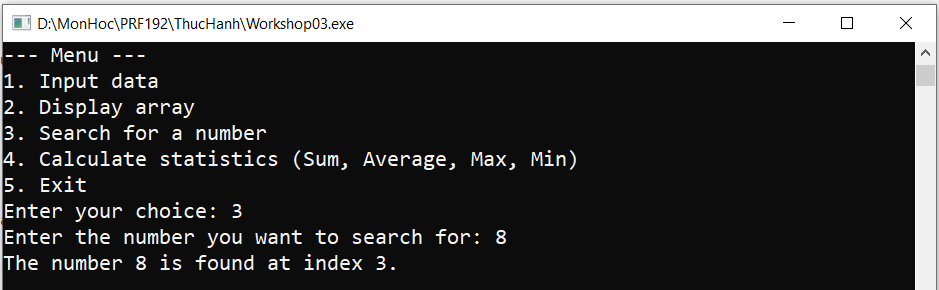 D:\MonHoc\PRF192\ThucHanh\Workshop03.exe
--- Menu ---
1. Input data
2. Display array
3. Search for a number
4. Calculate statistics (Sum, Average, Max, Min)
5. Exit
Enter your choice: 3
Enter the number you want to search for: 8
The number 8 is found at index 3.